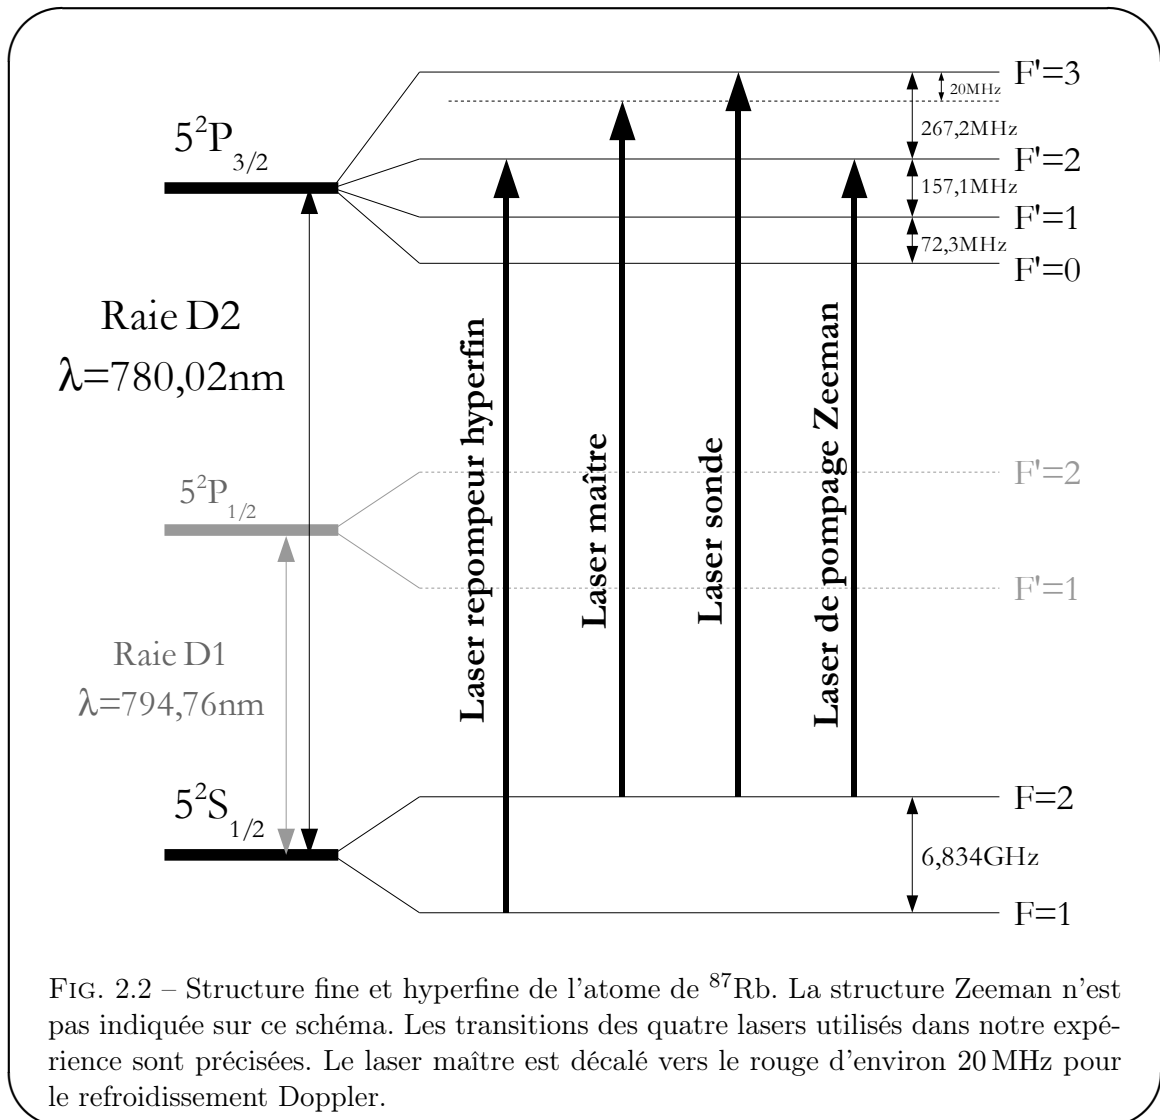 F'=3
20MHz
5²P₃/₂
267,2MHz
F'=2
157,1MHz
F'=1
72,3MHz
F'=0
Raie D2
λ=780,02nm
Laser repompeur hyperfin
Laser maître
Laser sonde
Laser de pompage Zeeman
5²P₁/₂
F'=2
F'=1
Raie D1
λ=794,76nm
5²S₁/₂
F=2
6,834GHz
F=1
FIG. 2.2 – Structure fine et hyperfine de l'atome de ⁸⁷Rb. La structure Zeeman n'est
pas indiquée sur ce schéma. Les transitions des quatre lasers utilisés dans notre expé-
rience sont précisées. Le laser maître est décalé vers le rouge d'environ 20 MHz pour
le refroidissement Doppler.